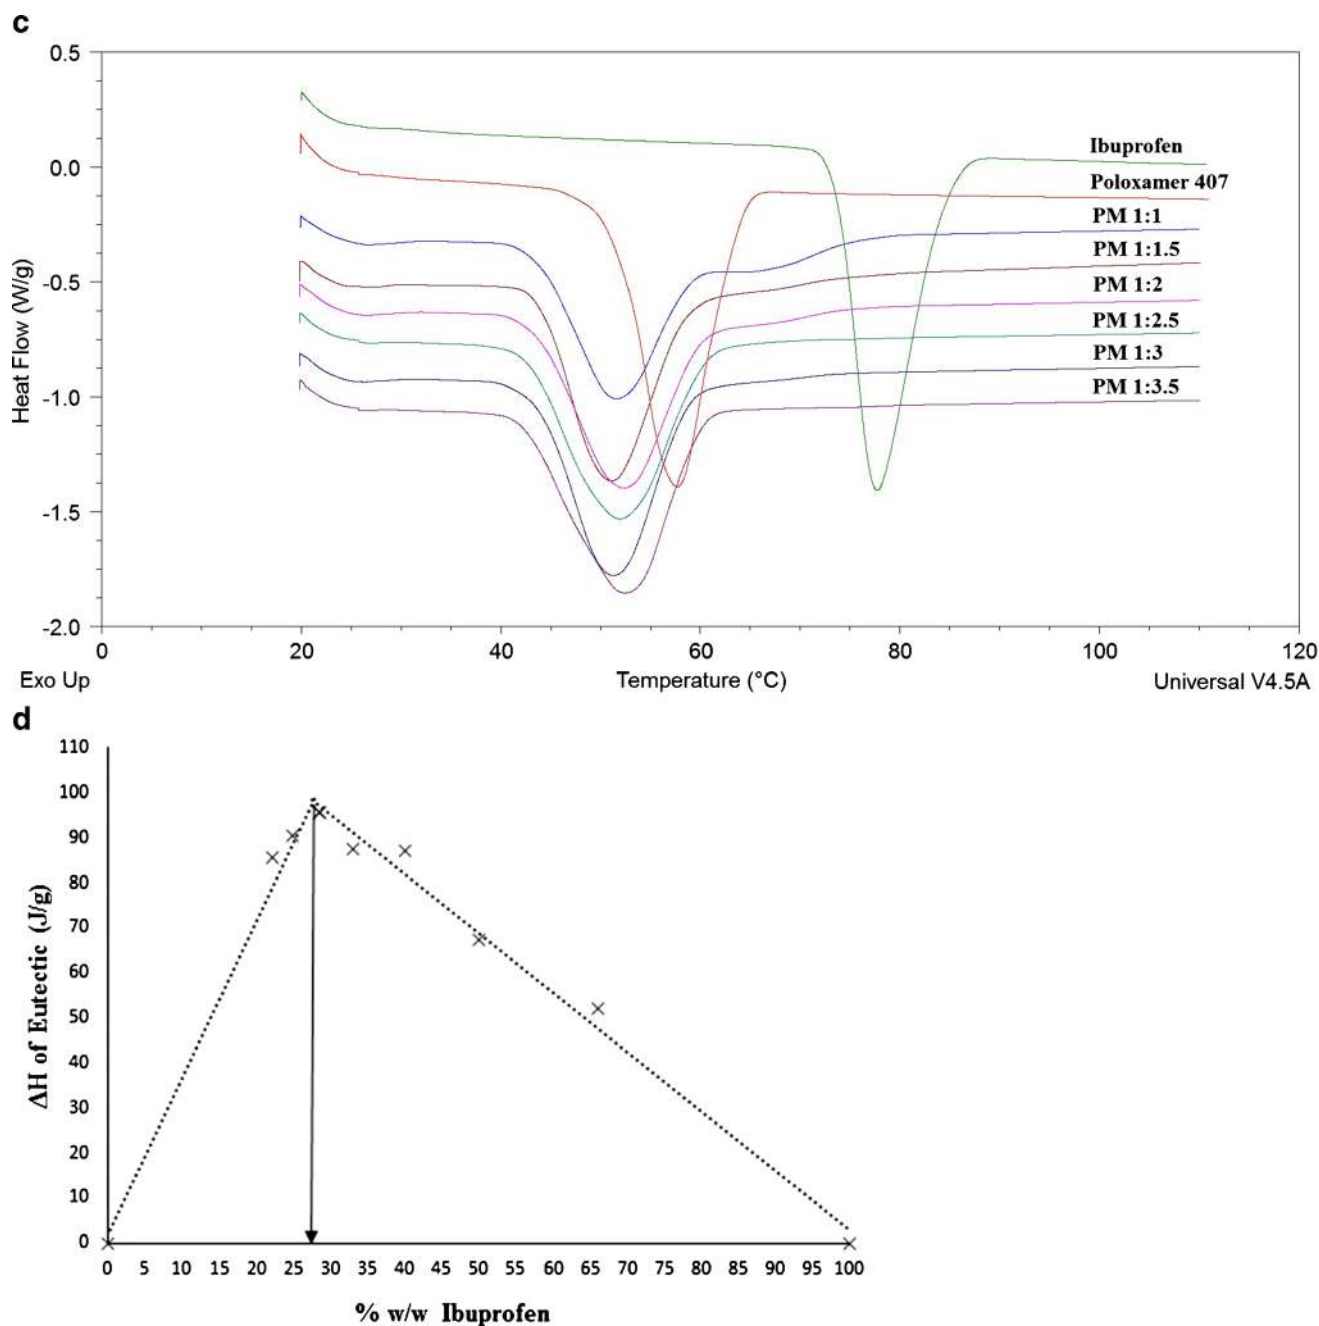 c
0.5
Ibuprofen
0.0
Poloxamer 407
PM 1:1
PM 1:1.5
-0.5
PM 1:2
PM 1:2.5
PM 1:3
PM 1:3.5
-1.0
-1.5
-2.0
Heat Flow (W/g)
0 20 40 60 80 100 120
Exo Up Temperature (°C) Universal V4.5A
d
110
100
90
80
70
60
50
40
30
20
10
0
ΔH of Eutectic (J/g)
0 5 10 15 20 25 30 35 40 45 50 55 60 65 70 75 80 85 90 95 100
% w/w Ibuprofen